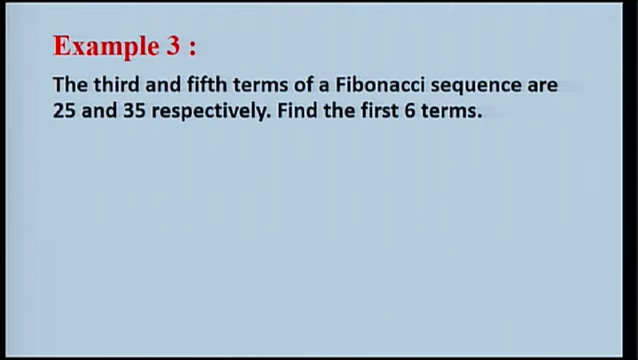 Example 3 :
The third and fifth terms of a Fibonacci sequence are
25 and 35 respectively. Find the first 6 terms.